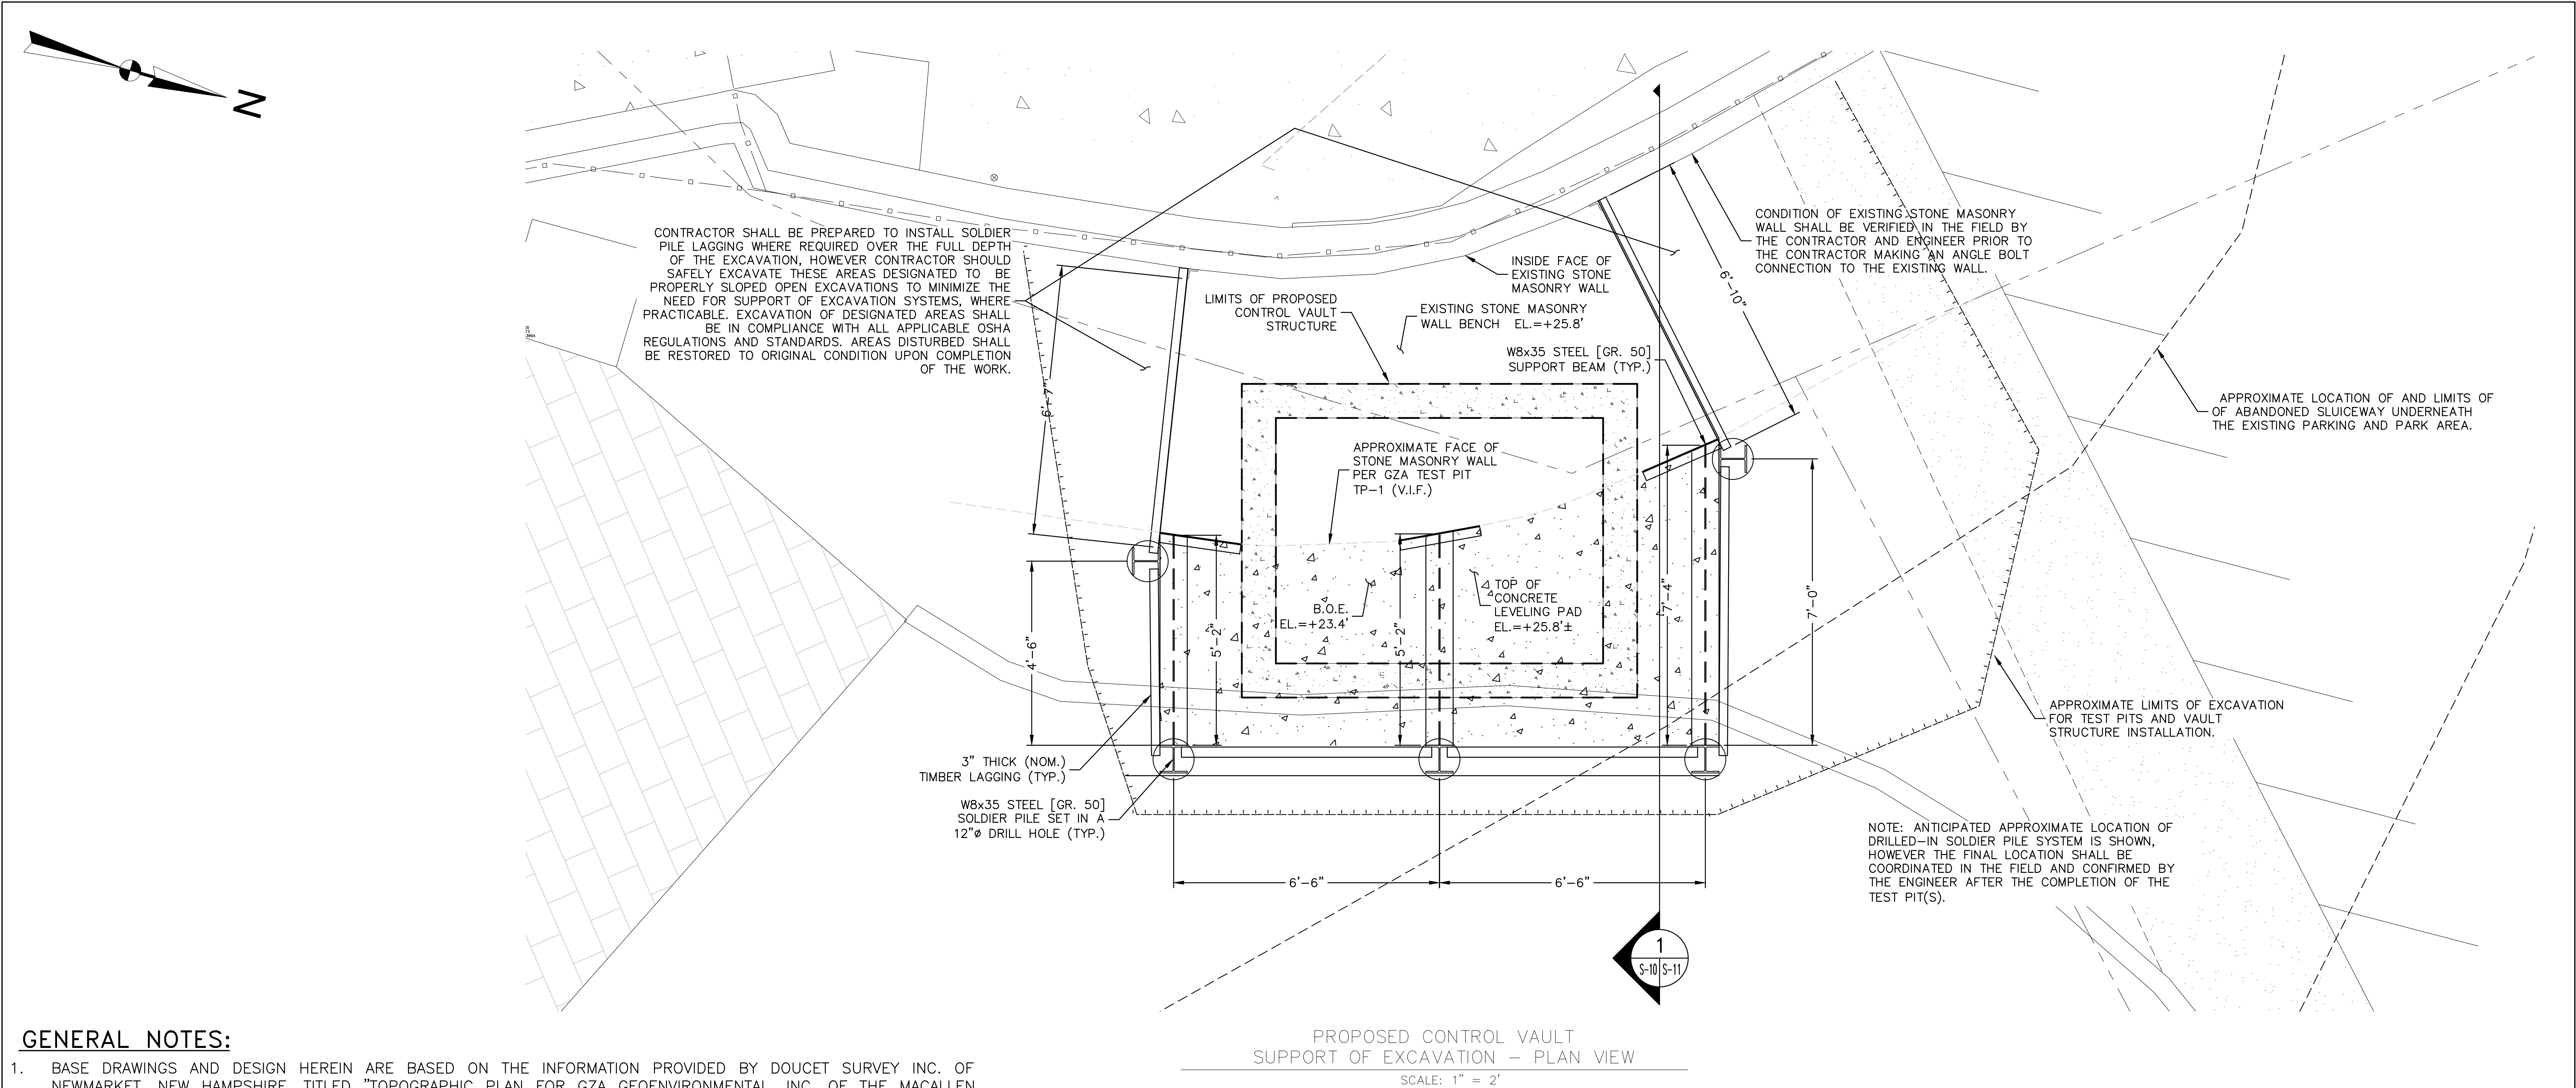 N
CONTRACTOR SHALL BE PREPARED TO INSTALL SOLDIER
PILE LAGGING WHERE REQUIRED OVER THE FULL DEPTH
OF THE EXCAVATION, HOWEVER CONTRACTOR SHOULD
SAFELY EXCAVATE THESE AREAS DESIGNATED TO BE
PROPERLY SLOPED OPEN EXCAVATIONS TO MINIMIZE THE
NEED FOR SUPPORT OF EXCAVATION SYSTEMS, WHERE
PRACTICABLE. EXCAVATION OF DESIGNATED AREAS SHALL
BE IN COMPLIANCE WITH ALL APPLICABLE OSHA
REGULATIONS AND STANDARDS. AREAS DISTURBED SHALL
BE RESTORED TO ORIGINAL CONDITION UPON COMPLETION
OF THE WORK.
CONDITION OF EXISTING STONE MASONRY
WALL SHALL BE VERIFIED IN THE FIELD BY
THE CONTRACTOR AND ENGINEER PRIOR TO
THE CONTRACTOR MAKING AN ANGLE BOLT
CONNECTION TO THE EXISTING WALL.
INSIDE FACE OF
EXISTING STONE
MASONRY WALL
6'-10"
LIMITS OF PROPOSED
CONTROL VAULT
STRUCTURE
EXISTING STONE MASONRY
WALL BENCH EL.=+25.8'
W8x35 STEEL [GR. 50]
SUPPORT BEAM (TYP.)
6'-7"
APPROXIMATE LOCATION OF AND LIMITS OF
OF ABANDONED SLUICEWAY UNDERNEATH
THE EXISTING PARKING AND PARK AREA.
APPROXIMATE FACE OF
STONE MASONRY WALL
PER GZA TEST PIT
TP-1 (V.I.F.)
B.O.E.
EL.=+23.4'
TOP OF
CONCRETE
LEVELING PAD
EL.=+25.8'±
4'-6"
5'-2"
5'-2"
7'-4"
7'-0"
APPROXIMATE LIMITS OF EXCAVATION
FOR TEST PITS AND VAULT
STRUCTURE INSTALLATION.
3" THICK (NOM.)
TIMBER LAGGING (TYP.)
W8x35 STEEL [GR. 50]
SOLDIER PILE SET IN A
12"ø DRILL HOLE (TYP.)
NOTE: ANTICIPATED APPROXIMATE LOCATION OF
DRILLED-IN SOLDIER PILE SYSTEM IS SHOWN,
HOWEVER THE FINAL LOCATION SHALL BE
COORDINATED IN THE FIELD AND CONFIRMED BY
THE ENGINEER AFTER THE COMPLETION OF THE
TEST PIT(S).
6'-6"
6'-6"
1
S-10 S-11
GENERAL NOTES:
PROPOSED CONTROL VAULT
SUPPORT OF EXCAVATION - PLAN VIEW
SCALE: 1" = 2'
1. BASE DRAWINGS AND DESIGN HEREIN ARE BASED ON THE INFORMATION PROVIDED BY DOUCET SURVEY INC. OF
NEWMARKET, NEW HAMPSHIRE, TITLED "TOPOGRAPHIC PLAN FOR GZA GEOENVIRONMENTAL, INC. OF THE MACALLEN